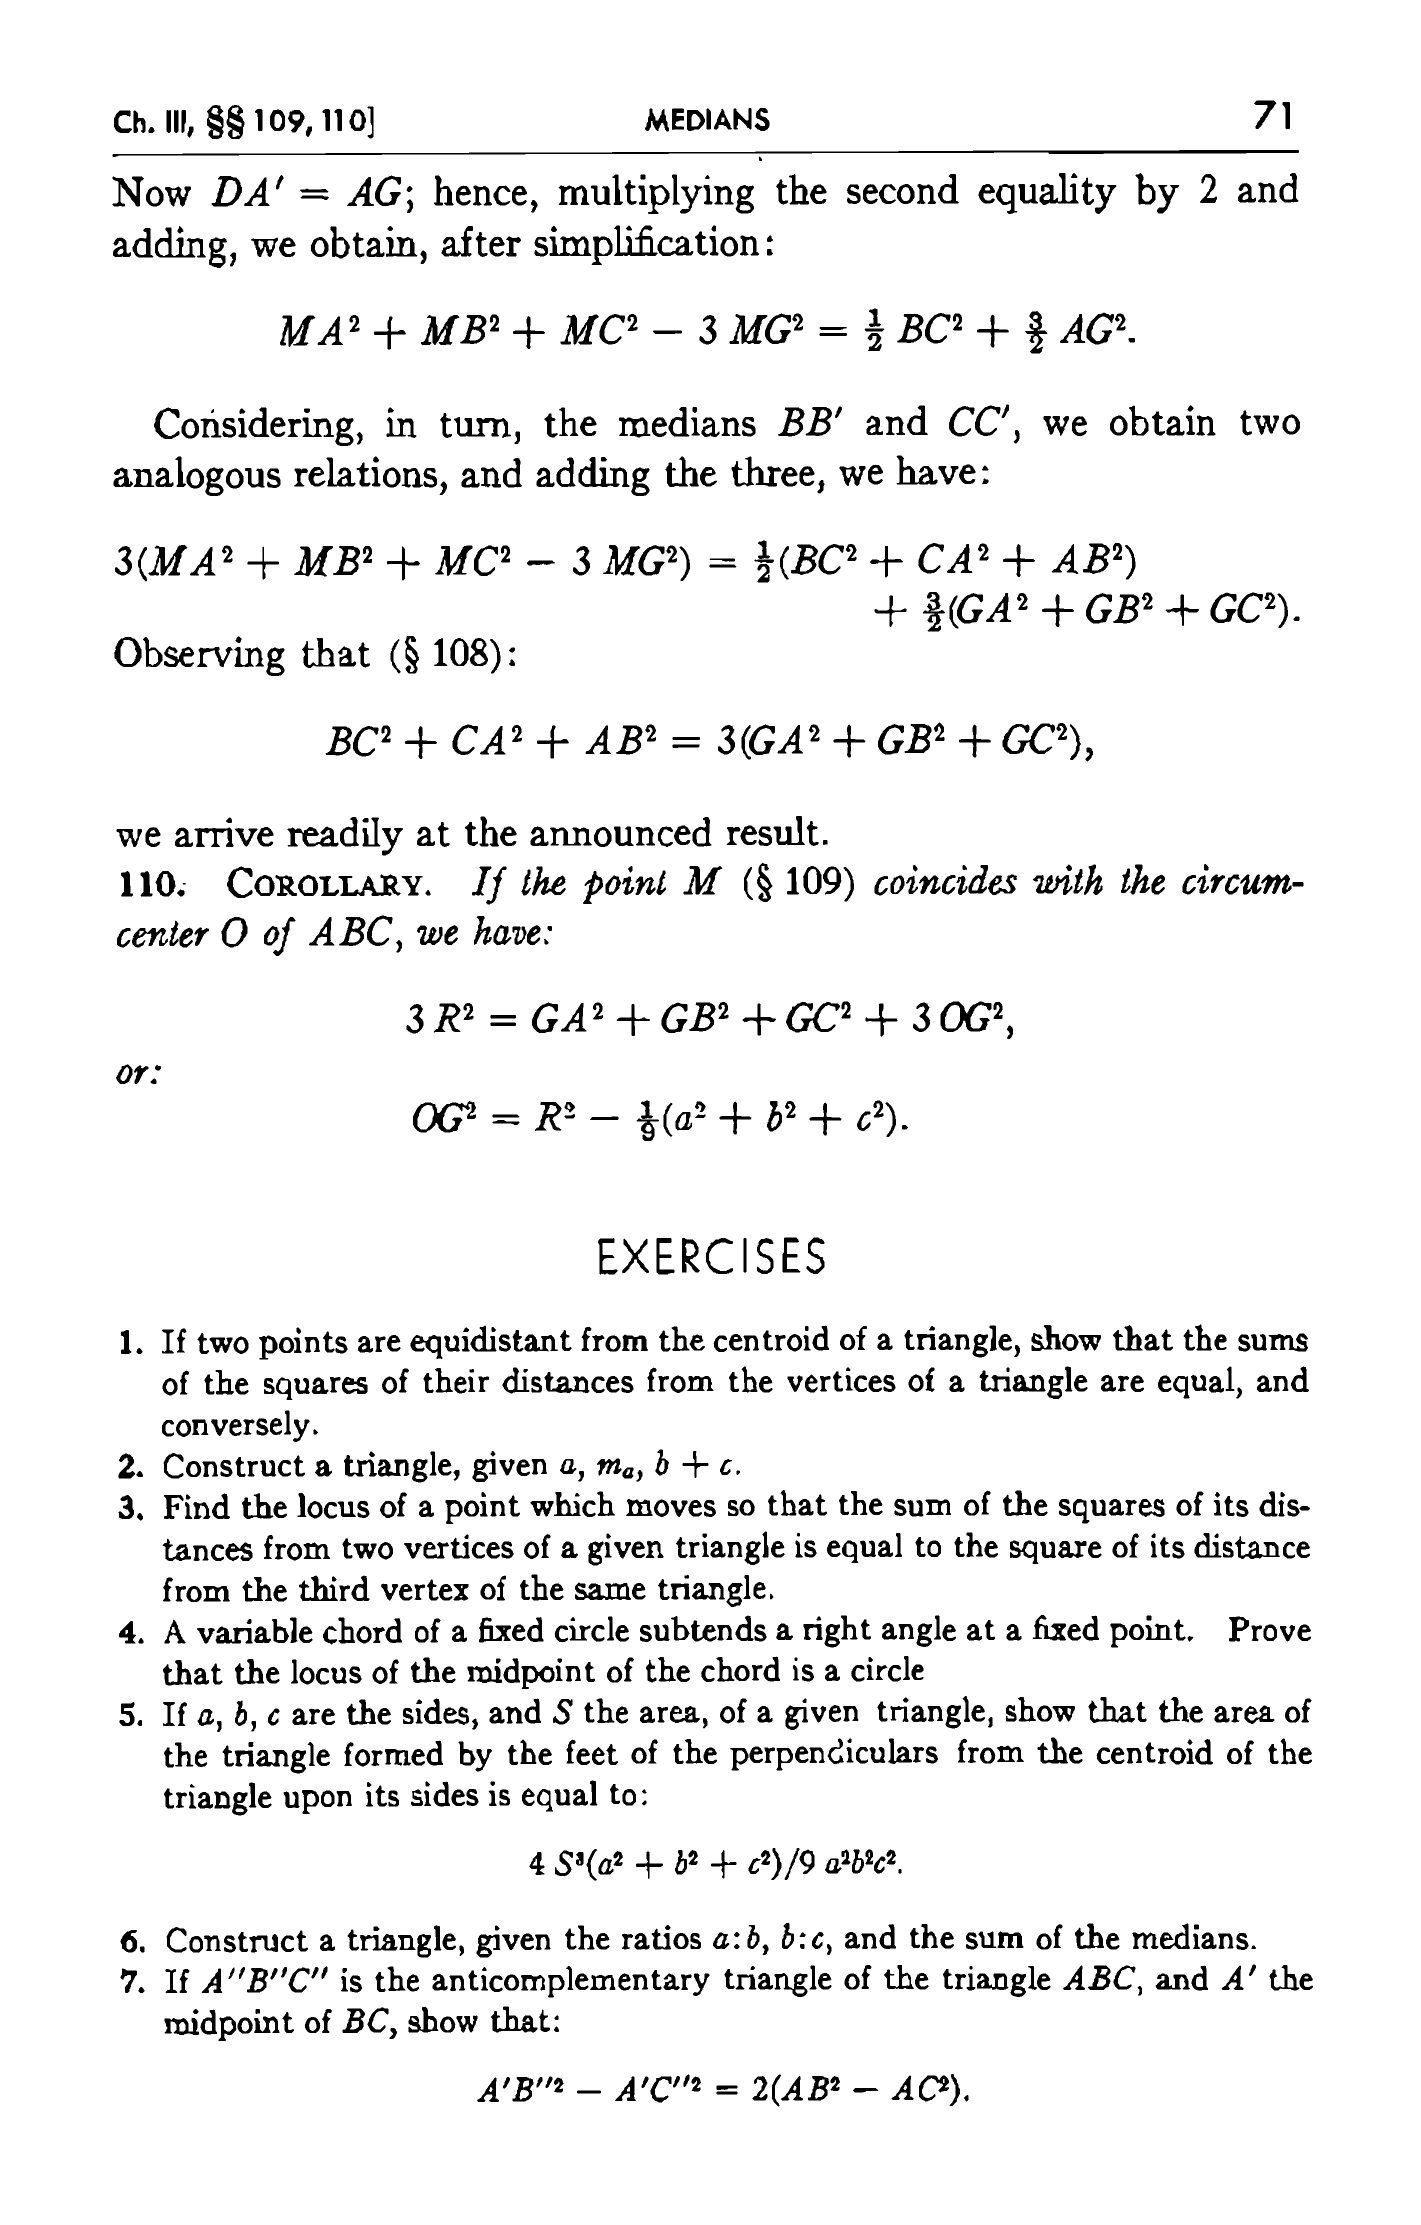 Ch. III, §§ 109, 110] MEDIANS 71
Now DA′ = AG; hence, multiplying the second equality by 2 and
adding, we obtain, after simplification:
MA² + MB² + MC² − 3 MG² = ½ BC² + 3/2 AG².
Considering, in turn, the medians BB′ and CC′, we obtain two
analogous relations, and adding the three, we have:
3(MA² + MB² + MC² − 3 MG²) = ½(BC² + CA² + AB²)
+ 3/2(GA² + GB² + GC²).
Observing that (§ 108):
BC² + CA² + AB² = 3(GA² + GB² + GC²),
we arrive readily at the announced result.
110. COROLLARY. If the point M (§ 109) coincides with the circum-
center O of ABC, we have:
3 R² = GA² + GB² + GC² + 3 OG²,
or:
OG² = R² − 1/9(a² + b² + c²).
EXERCISES
1. If two points are equidistant from the centroid of a triangle, show that the sums
of the squares of their distances from the vertices of a triangle are equal, and
conversely.
2. Construct a triangle, given a, mₐ, b + c.
3. Find the locus of a point which moves so that the sum of the squares of its dis-
tances from two vertices of a given triangle is equal to the square of its distance
from the third vertex of the same triangle.
4. A variable chord of a fixed circle subtends a right angle at a fixed point. Prove
that the locus of the midpoint of the chord is a circle
5. If a, b, c are the sides, and S the area, of a given triangle, show that the area of
the triangle formed by the feet of the perpendiculars from the centroid of the
triangle upon its sides is equal to:
4 S³(a² + b² + c²)/9 a²b²c².
6. Construct a triangle, given the ratios a:b, b:c, and the sum of the medians.
7. If A″B″C″ is the anticomplementary triangle of the triangle ABC, and A′ the
midpoint of BC, show that:
A′B″² − A′C″² = 2(AB² − AC²).